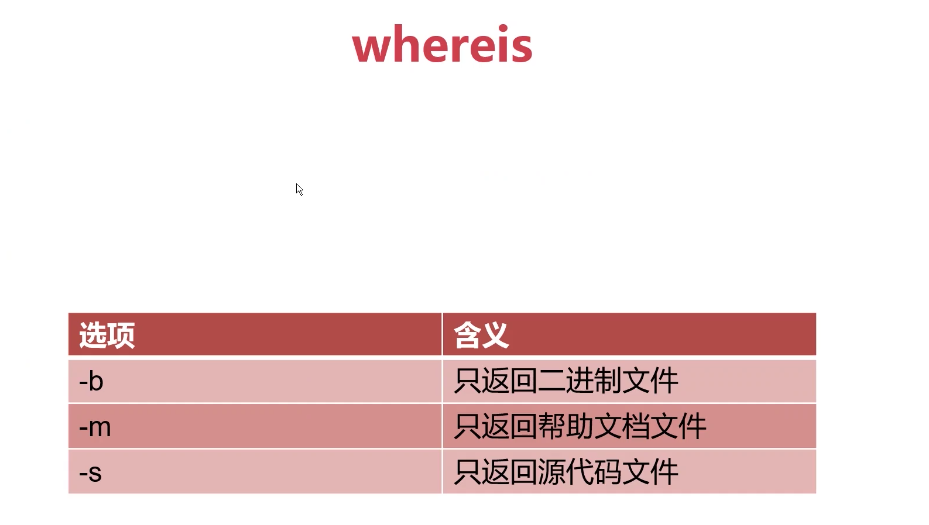 whereis
选项 含义
-b 只返回二进制文件
-m 只返回帮助文档文件
-s 只返回源代码文件